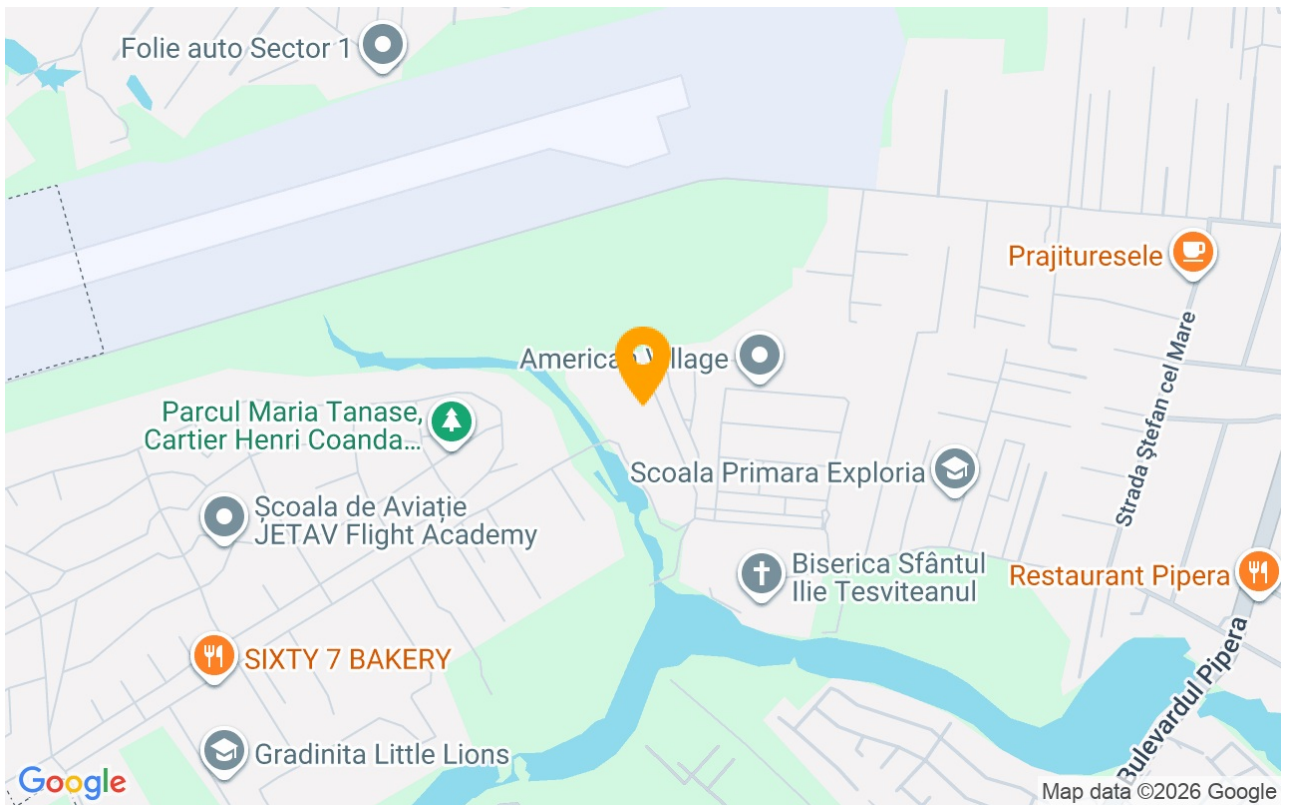 Folie auto Sector 1
Prajituresele
American Village
Parcul Maria Tanase,
Cartier Henri Coanda...
Strada Ștefan cel Mare
Scoala Primara Exploria
Școala de Aviație
JETAV Flight Academy
Biserica Sfântul
Ilie Tesviteanul
Restaurant Pipera
SIXTY 7 BAKERY
Bulevardul Pipera
Gradinita Little Lions
Google
Map data ©2026 Google